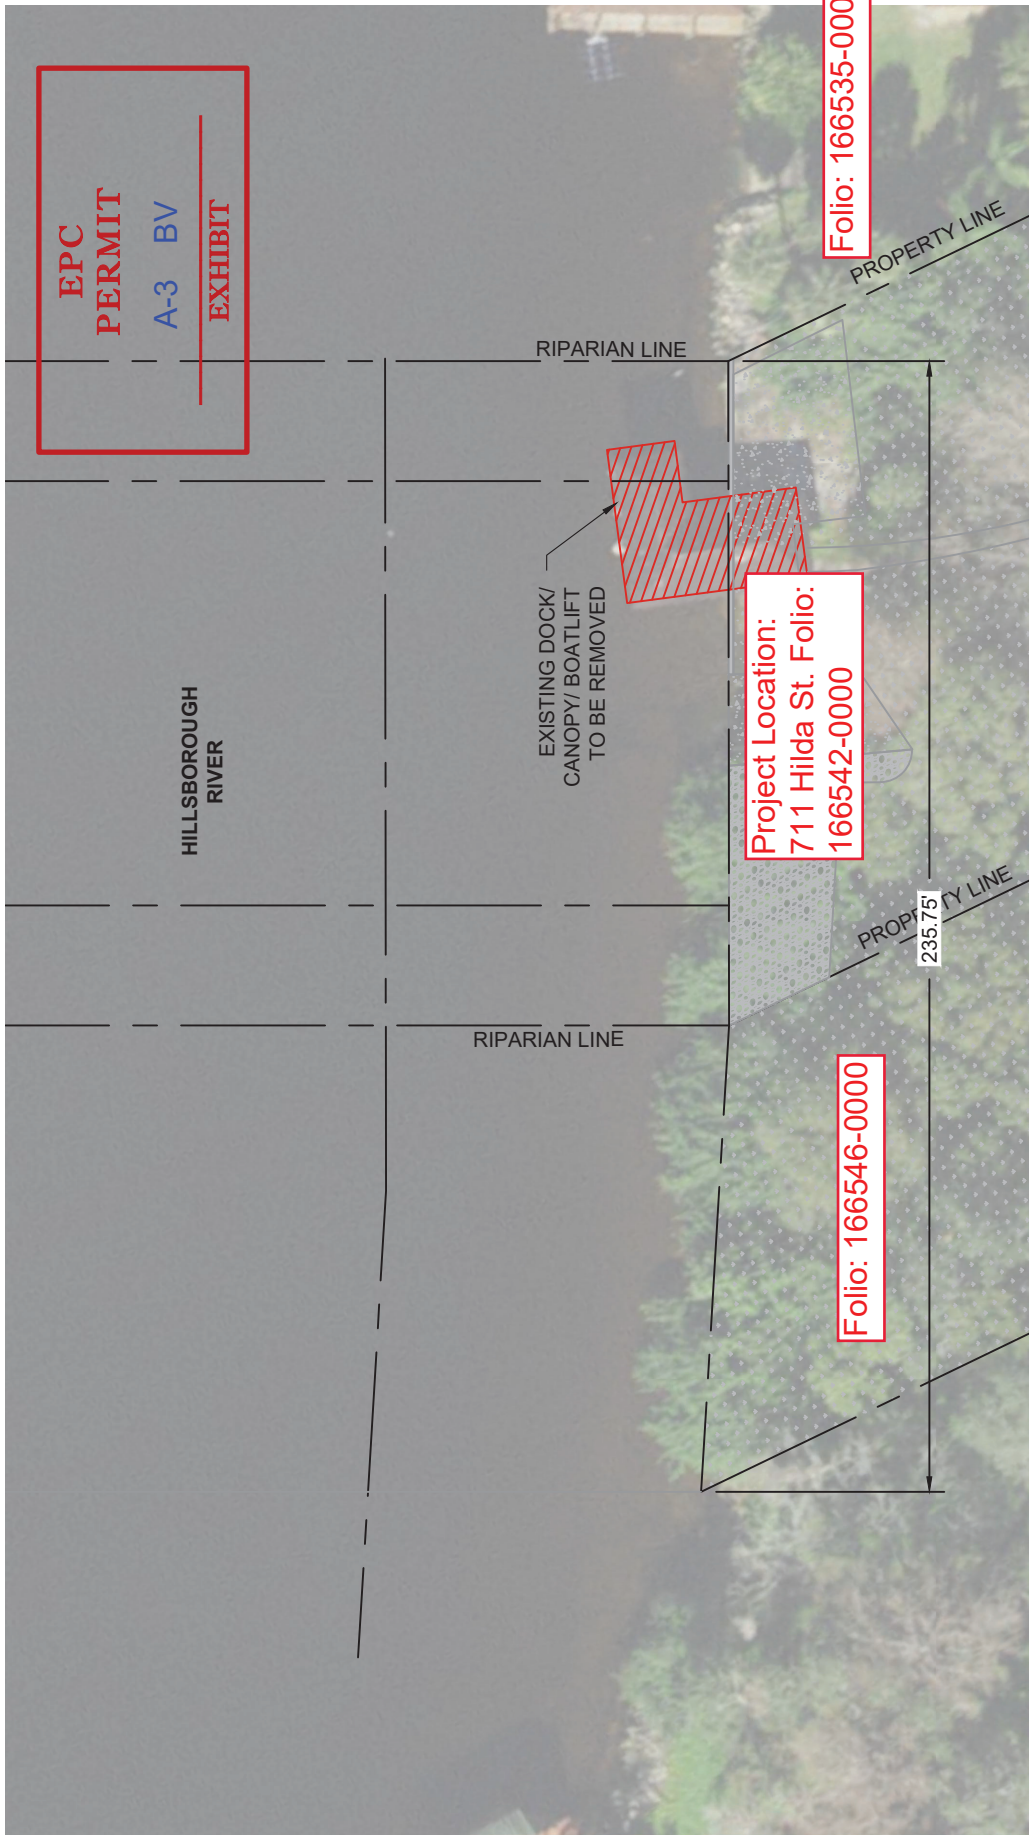 EPC
PERMIT
A-3 BV
EXHIBIT
HILLSBOROUGH
RIVER
RIPARIAN LINE
EXISTING DOCK/
CANOPY/ BOATLIFT
TO BE REMOVED
RIPARIAN LINE
Folio: 166535-000
PROPERTY LINE
Project Location:
711 Hilda St. Folio:
166542-0000
PROPERTY LINE
235.75'
Folio: 166546-0000